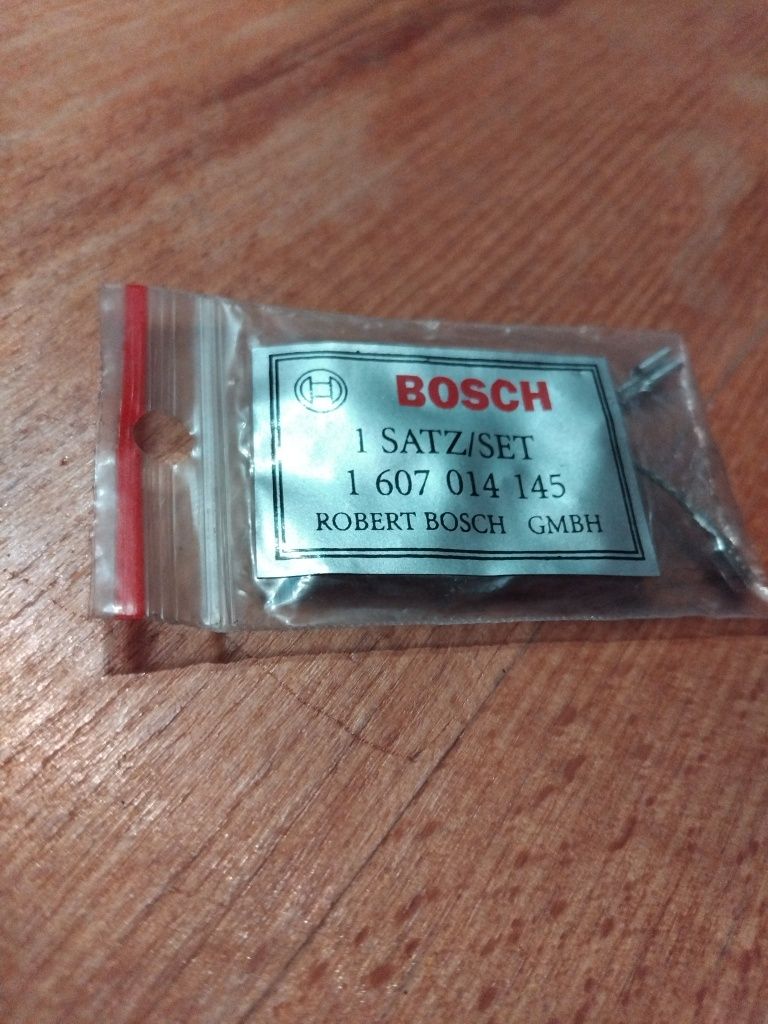 BOSCH
1 SATZ/SET
1 607 014 145
ROBERT BOSCH GMBH